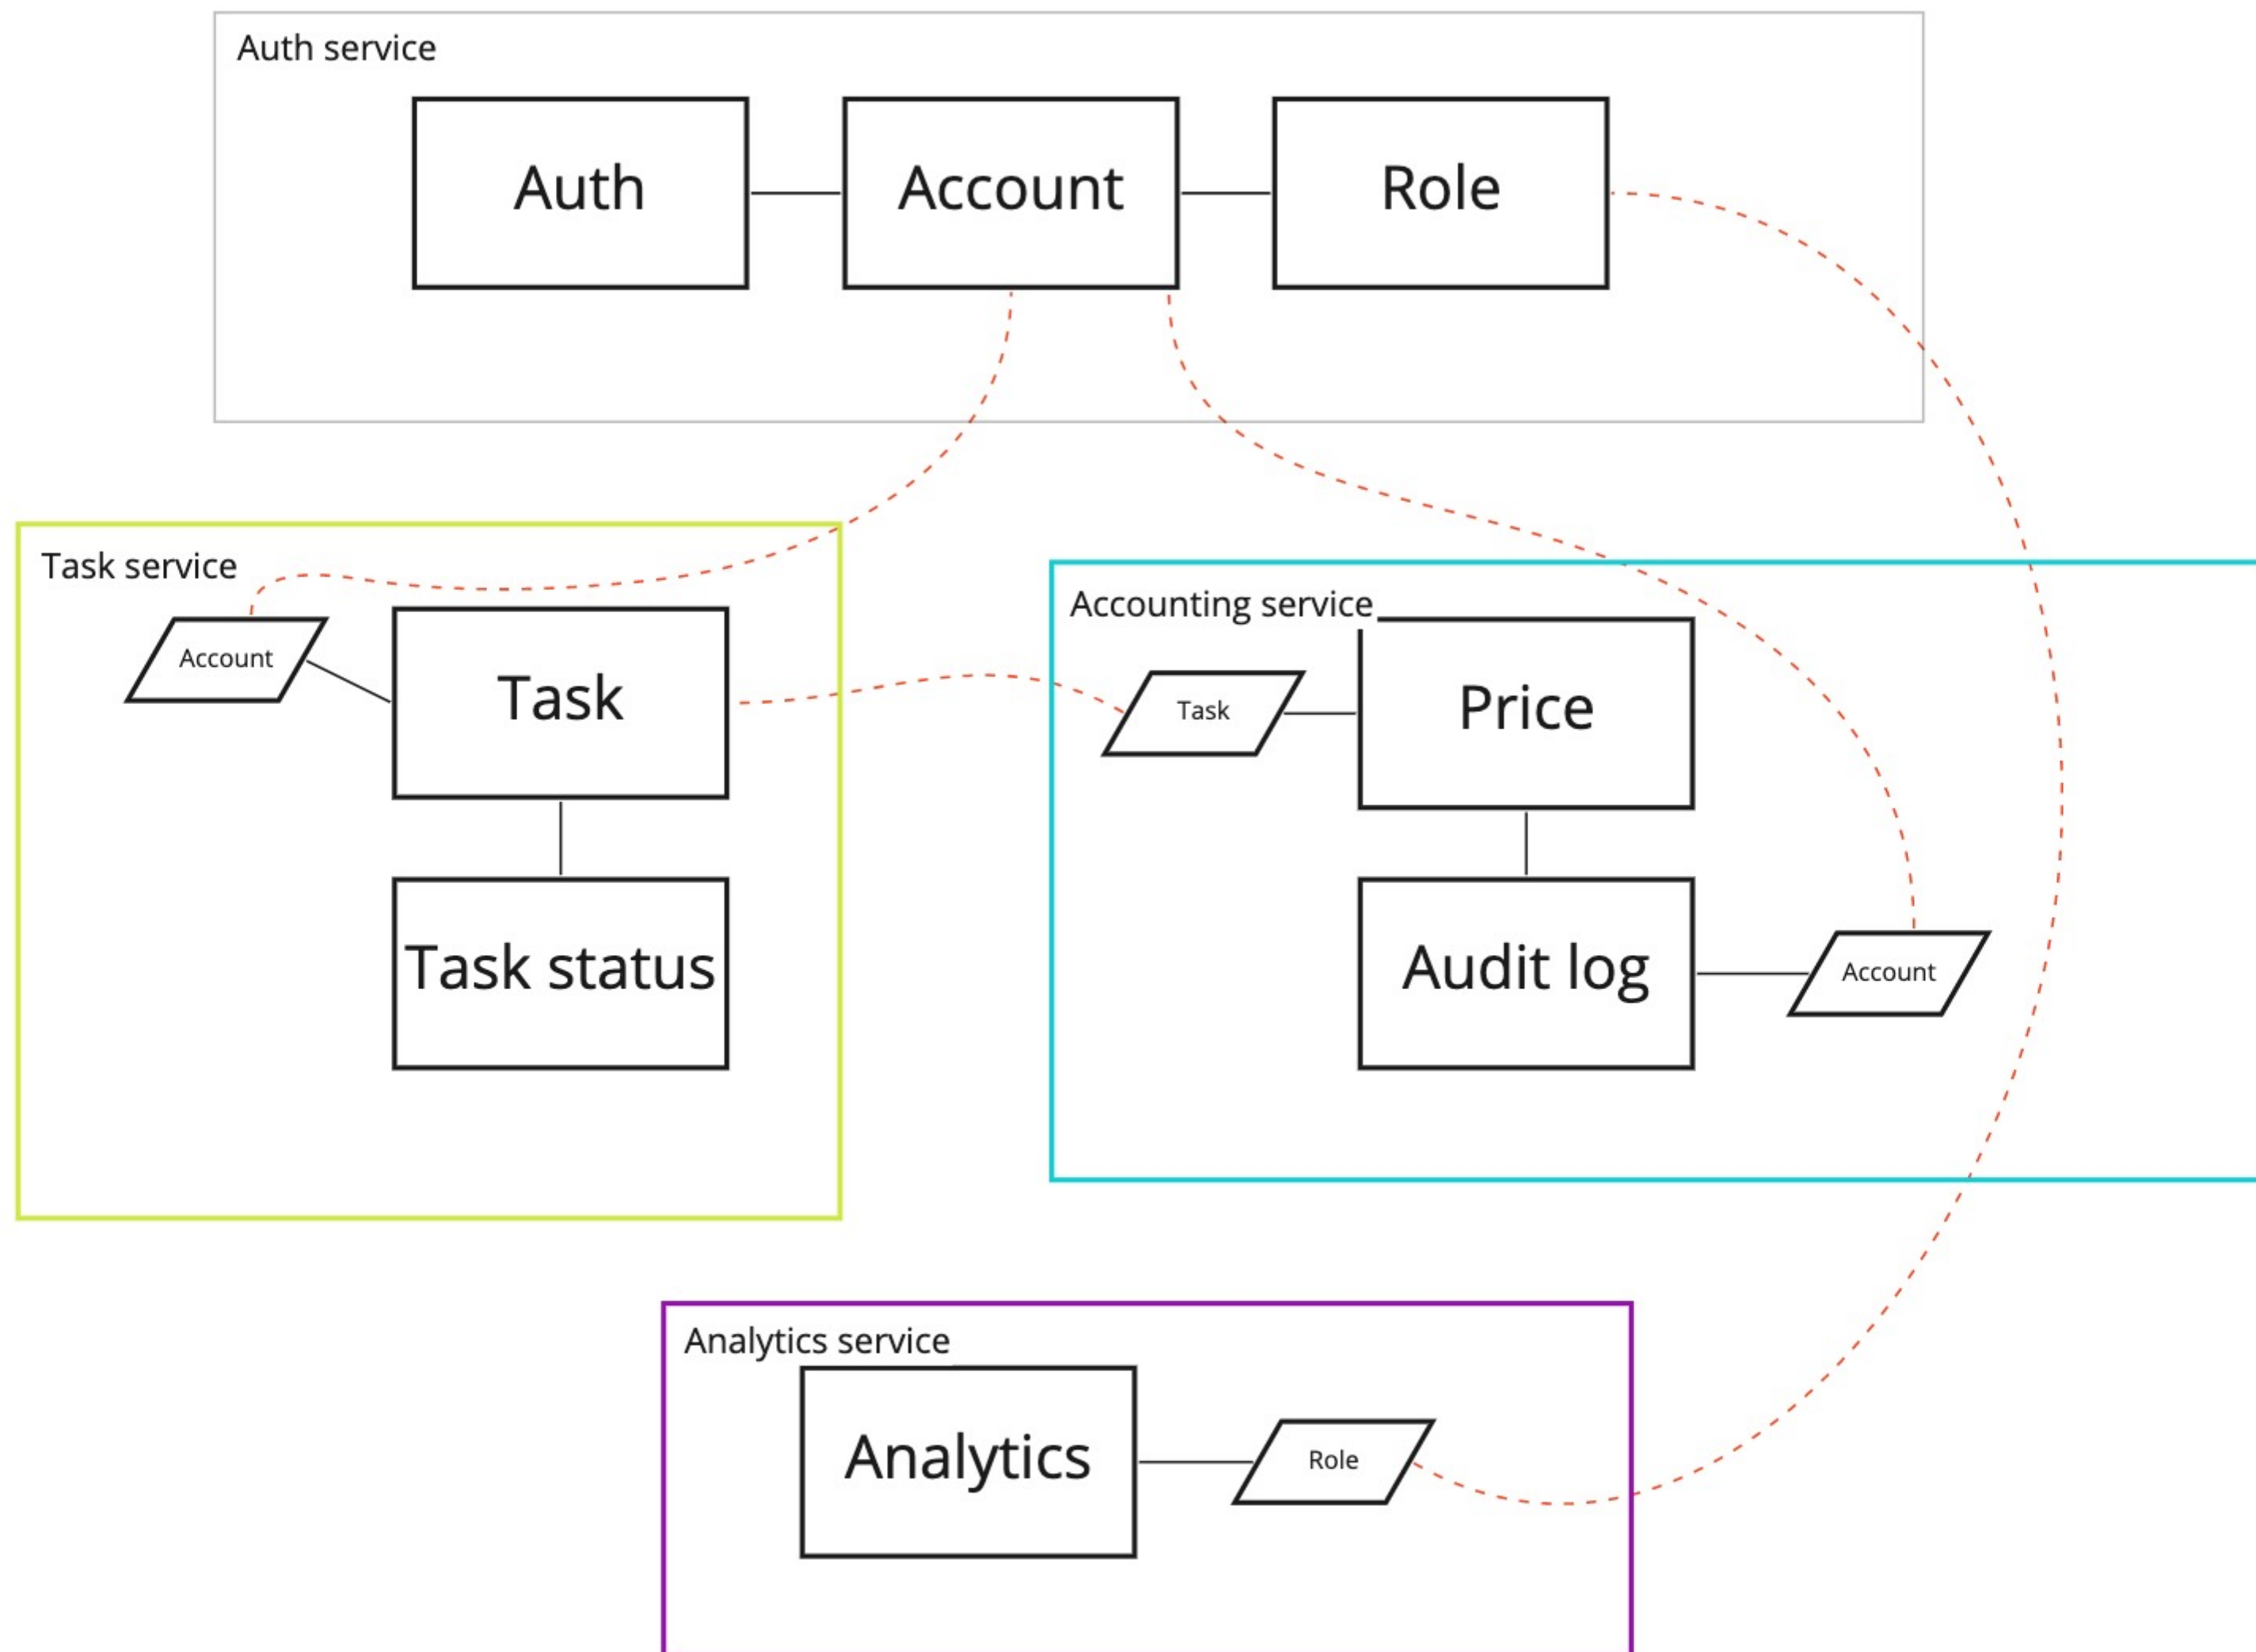 Auth service
Auth
Account
Role
Task service
Account
Task
Task status
Accounting service
Task
Price
Audit log
Account
Analytics service
Analytics
Role